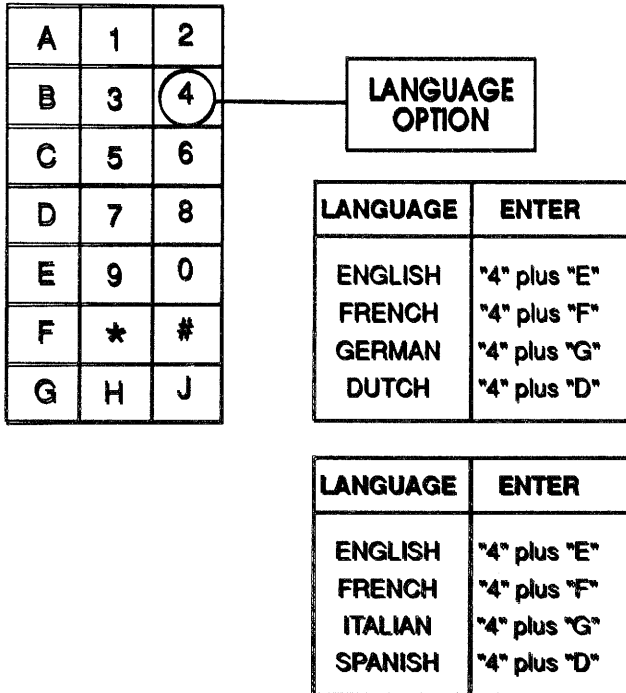 A 1 2
B 3 4
C 5 6
D 7 8
E 9 0
F * #
G H J
LANGUAGE
OPTION
LANGUAGE ENTER
ENGLISH "4" plus "E"
FRENCH "4" plus "F"
GERMAN "4" plus "G"
DUTCH "4" plus "D"
LANGUAGE ENTER
ENGLISH "4" plus "E"
FRENCH "4" plus "F"
ITALIAN "4" plus "G"
SPANISH "4" plus "D"